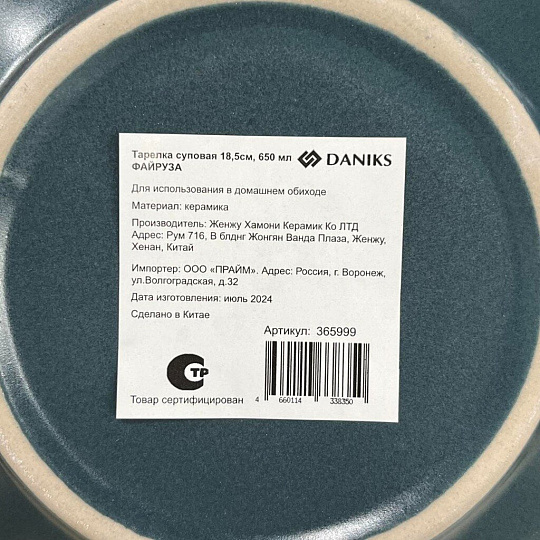 Тарелка суповая 18,5см, 650 мл
ФАЙРУЗА
DANIKS
Для использования в домашнем обиходе
Материал: керамика
Производитель: Женжу Хамони Керамик Ко ЛТД
Адрес: Рум 716, В блднг Жонгян Ванда Плаза, Женжу,
Хенан, Китай
Импортер: ООО «ПРАЙМ». Адрес: Россия, г. Воронеж,
ул.Волгоградская, д.32
Дата изготовления: июль 2024
Сделано в Китае
Артикул: 365999
СТР
Товар сертифицирован
4 660114 338350